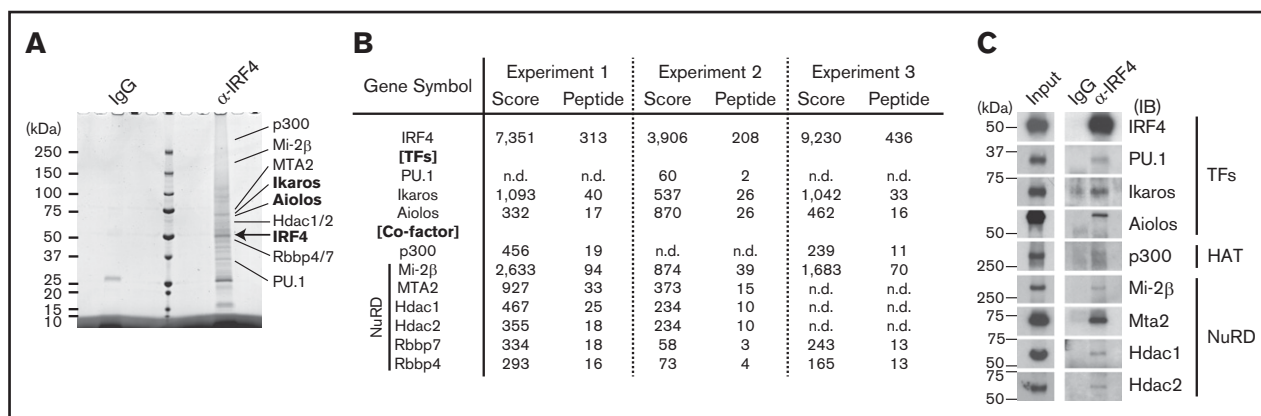 A
IgG
α-IRF4
(kDa)
250
150
100
75
50
37
25
20
15
10
p300
Mi-2β
MTA2
Ikaros
Aiolos
Hdac1/2
IRF4
Rbbp4/7
PU.1
B
Gene Symbol Experiment 1 Experiment 2 Experiment 3
Score Peptide Score Peptide Score Peptide
IRF4 7,351 313 3,906 208 9,230 436
[TFs]
PU.1 n.d. n.d. 60 2 n.d. n.d.
Ikaros 1,093 40 537 26 1,042 33
Aiolos 332 17 870 26 462 16
[Co-factor]
p300 456 19 n.d. n.d. 239 11
Mi-2β 2,633 94 874 39 1,683 70
MTA2 927 33 373 15 n.d. n.d.
Hdac1 467 25 234 10 n.d. n.d.
Hdac2 355 18 234 10 n.d. n.d.
Rbbp7 334 18 58 3 243 13
Rbbp4 293 16 73 4 165 13
NuRD
C
Input
IgG
α-IRF4
(kDa) (IB)
50 IRF4
37
PU.1
75
Ikaros
Aiolos
50
TFs
p300
250
HAT
Mi-2β
250
75
Mta2
75
Hdac1
50
75
Hdac2
50
NuRD